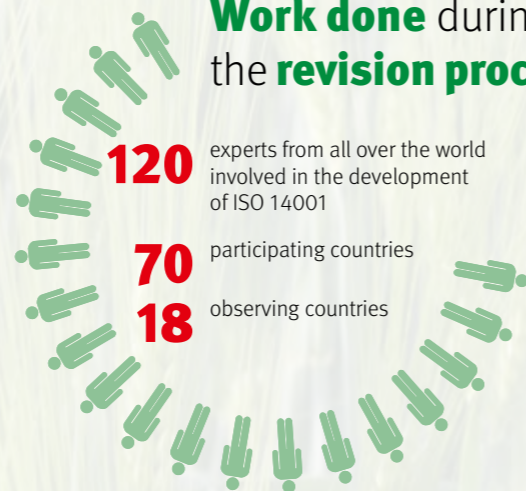 Work done durin
the revision proc
120 experts from all over the world
involved in the development
of ISO 14001
70 participating countries
18 observing countries